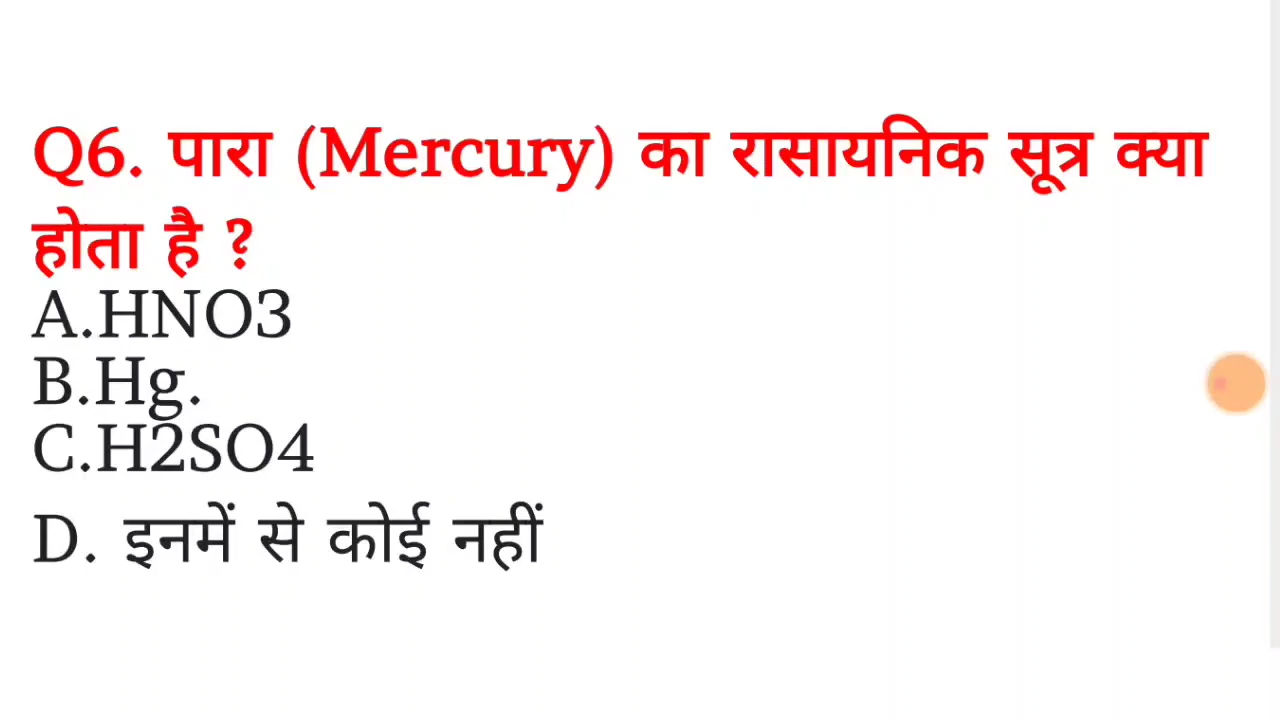 Q6. पारा (Mercury) का रासायनिक सूत्र क्या
होता है ?
A.HNO3
B.Hg.
C.H2SO4
D. इनमें से कोई नहीं